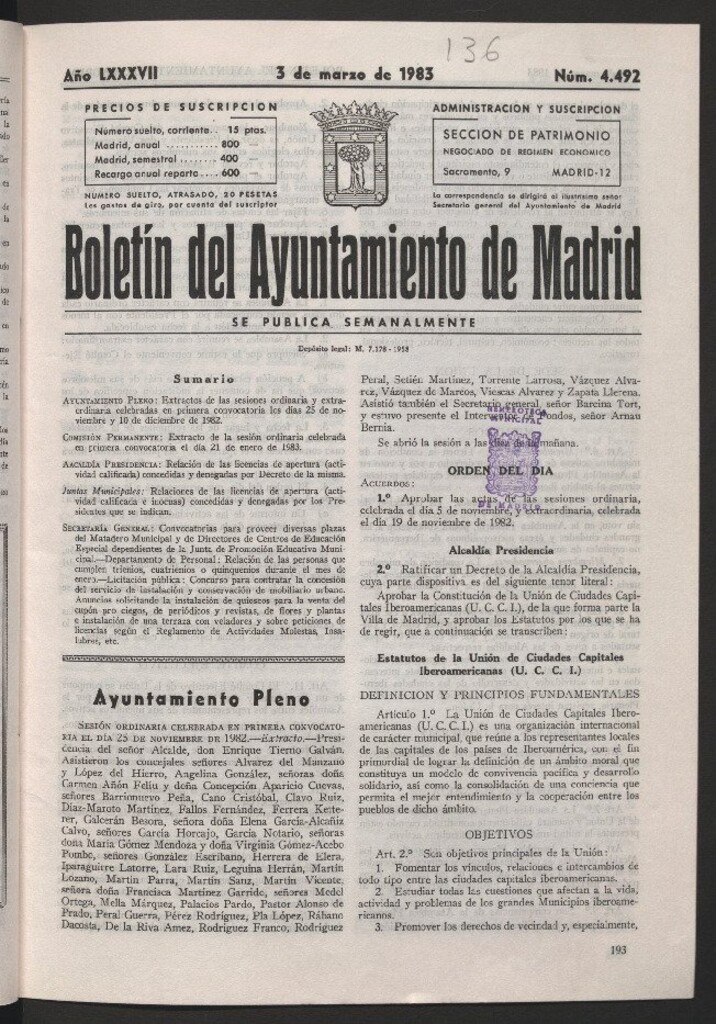 136
Año LXXXVII 3 de marzo de 1983 Núm. 4.492
PRECIOS DE SUSCRIPCION
Número suelto, corriente.. 15 ptas.
Madrid, anual ........... 800 —
Madrid, semestral ....... 400 —
Recargo anual reparto.... 600 —
NUMERO SUELTO, ATRASADO, 20 PESETAS
Los gastos de giro, por cuenta del suscriptor
ADMINISTRACION Y SUSCRIPCION
SECCION DE PATRIMONIO
NEGOCIADO DE REGIMEN ECONOMICO
Sacramento, 9 MADRID-12
La correspondencia se dirigirá al ilustrísimo señor
Secretario general del Ayuntamiento de Madrid
Boletín del Ayuntamiento de Madrid
SE PUBLICA SEMANALMENTE
Depósito legal: M. 7.178 - 1958
Sumario
AYUNTAMIENTO PLENO: Extractos de las sesiones ordinaria y extra-
ordinaria celebradas en primera convocatoria los días 25 de no-
viembre y 10 de diciembre de 1982.
COMISIÓN PERMANENTE: Extracto de la sesión ordinaria celebrada
en primera convocatoria el día 21 de enero de 1983.
ALCALDÍA PRESIDENCIA: Relación de las licencias de apertura (acti-
vidad calificada) concedidas y denegadas por Decreto de la misma.
Juntas Municipales: Relaciones de las licencias de apertura (acti-
vidad calificada e inocuas) concedidas y denegadas por los Pre-
sidentes que se indican.
SECRETARÍA GENERAL: Convocatorias para proveer diversas plazas
del Matadero Municipal y de Directores de Centros de Educación
Especial dependientes de la Junta de Promoción Educativa Muni-
cipal.—Departamento de Personal: Relación de las personas que
cumplen trienios, cuatrienios o quinquenios durante el mes de
enero.—Licitación pública: Concurso para contratar la concesión
del servicio de instalación y conservación de mobiliario urbano.
Anuncios solicitando la instalación de quioscos para la venta del
cupón pro ciegos, de periódicos y revistas, de flores y plantas
e instalación de una terraza con veladores y sobre peticiones de
licencias según el Reglamento de Actividades Molestas, Insa-
lubres, etc.
Ayuntamiento Pleno
SESIÓN ORDINARIA CELEBRADA EN PRIMERA CONVOCATO-
RIA EL DÍA 25 DE NOVIEMBRE DE 1982.—Extracto.—Presi-
dencia del señor Alcalde, don Enrique Tierno Galván.
Asistieron los concejales señores Alvarez del Manzano
y López del Hierro, Angelina González, señoras doña
Carmen Añón Feliu y doña Concepción Aparicio Cuevas,
señores Barrionuevo Peña, Cano Cristóbal, Clavo Ruiz,
Díaz-Maroto Martínez, Fallos Fernández, Ferrera Keite-
rer, Galcerán Besora, señora doña Elena García-Alcañiz
Calvo, señores García Horcajo, García Notario, señoras
doña María Gómez Mendoza y doña Virginia Gómez-Acebo
Pombo, señores González Escribano, Herrera de Elera,
Iparaguirre Latorre, Lara Ruiz, Leguina Herrán, Martín
Lozano, Martín Parra, Martín Sanz, Martín Vicente,
señora doña Francisca Martínez Garrido, señores Medel
Ortega, Mella Márquez, Palacios Pardo, Pastor Alonso de
Prado, Peral Guerra, Pérez Rodríguez, Pla López, Rábano
Dacosta, De la Riva Amez, Rodríguez Franco, Rodríguez
Peral, Setién Martínez, Torrente Larrosa, Vázquez Alva-
rez, Vázquez de Marcos, Viescas Alvarez y Zapata Llerena.
Asistió también el Secretario general, señor Barcina Tort,
y estuvo presente el Interventor de Fondos, señor Arnau
Bernia.
Se abrió la sesión a las diez de la mañana.
HEMEROTECA
MUNICIPAL
DE MADRID
ORDEN DEL DIA
ACUERDOS:
1.º Aprobar las actas de las sesiones ordinaria,
celebrada el día 5 de noviembre, y extraordinaria, celebrada
el día 19 de noviembre de 1982.
Alcaldía Presidencia
2.º Ratificar un Decreto de la Alcaldía Presidencia,
cuya parte dispositiva es del siguiente tenor literal:
Aprobar la Constitución de la Unión de Ciudades Capi-
tales Iberoamericanas (U. C. C. I.), de la que forma parte la
Villa de Madrid, y aprobar los Estatutos por los que se ha
de regir, que a continuación se transcriben:
Estatutos de la Unión de Ciudades Capitales
Iberoamericanas (U. C. C. I.)
DEFINICION Y PRINCIPIOS FUNDAMENTALES
Artículo 1.º La Unión de Ciudades Capitales Ibero-
americanas (U. C. C. I.) es una organización internacional
de carácter municipal, que reúne a los representantes locales
de las capitales de los países de Iberoamérica, con el fin
primordial de lograr la definición de un ámbito moral que
constituya un modelo de convivencia pacífica y desarrollo
solidario, así como la consolidación de una conciencia que
permita el mejor entendimiento y la cooperación entre los
pueblos de dicho ámbito.
OBJETIVOS
Art. 2.º Son objetivos principales de la Unión:
1. Fomentar los vínculos, relaciones e intercambios de
todo tipo entre las ciudades capitales iberoamericanas.
2. Estudiar todas las cuestiones que afectan a la vida,
actividad y problemas de los grandes Municipios iberoame-
ricanos.
3. Promover los derechos de vecindad y, especialmente,
193